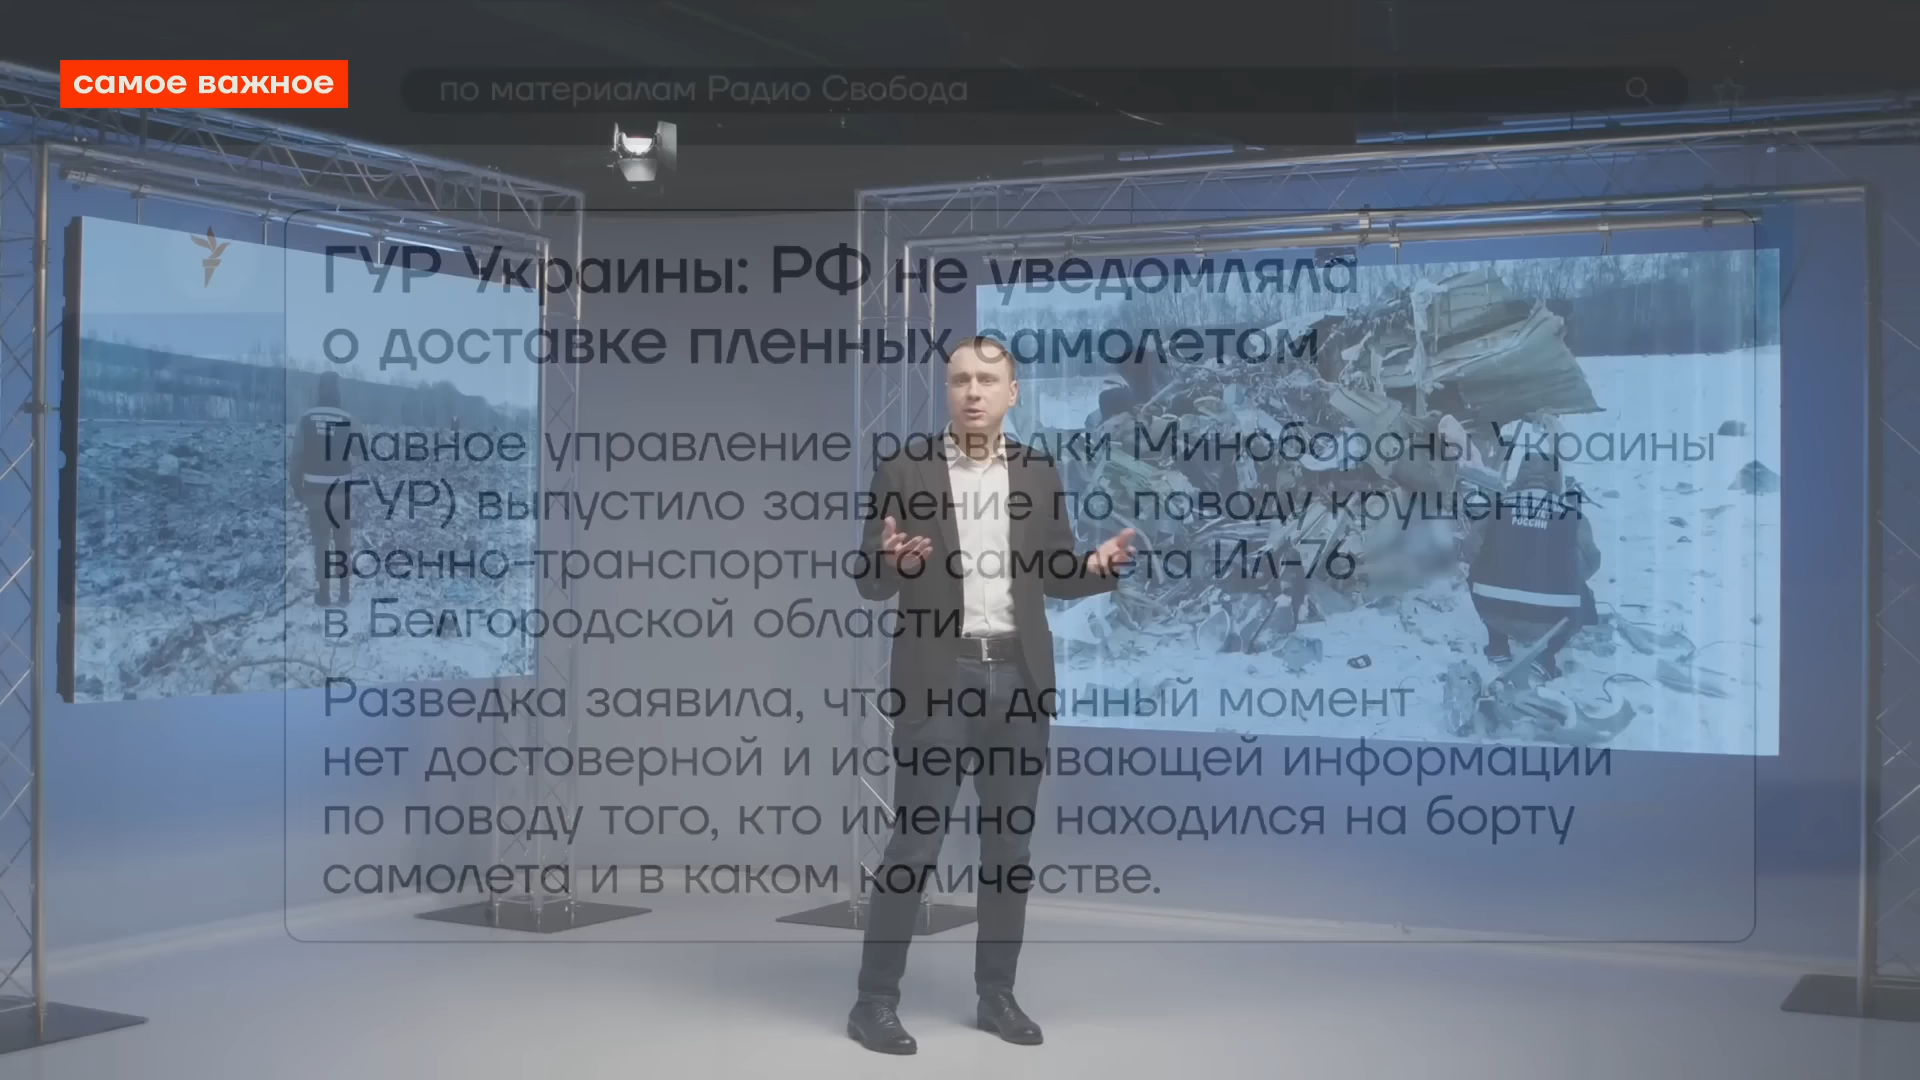 самое важное
по материалам Радио Свобода
ГУР Украины: РФ не уведомляла
о доставке пленных самолетом
Главное управление разведки Минобороны Украины
(ГУР) выпустило заявление по поводу крушения
военно-транспортного самолета Ил-76
в Белгородской области.
Разведка заявила, что на данный момент
нет достоверной и исчерпывающей информации
по поводу того, кто именно находился на борту
самолета и в каком количестве.
КОМИТЕТ
РОССИИ